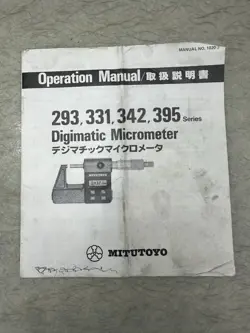 MANUAL NO. 1020
Operation Manual/取扱説明書
293, 331, 342, 395 Series
Digimatic Micrometer
デジマチックマイクロメータ
MITUTOYO